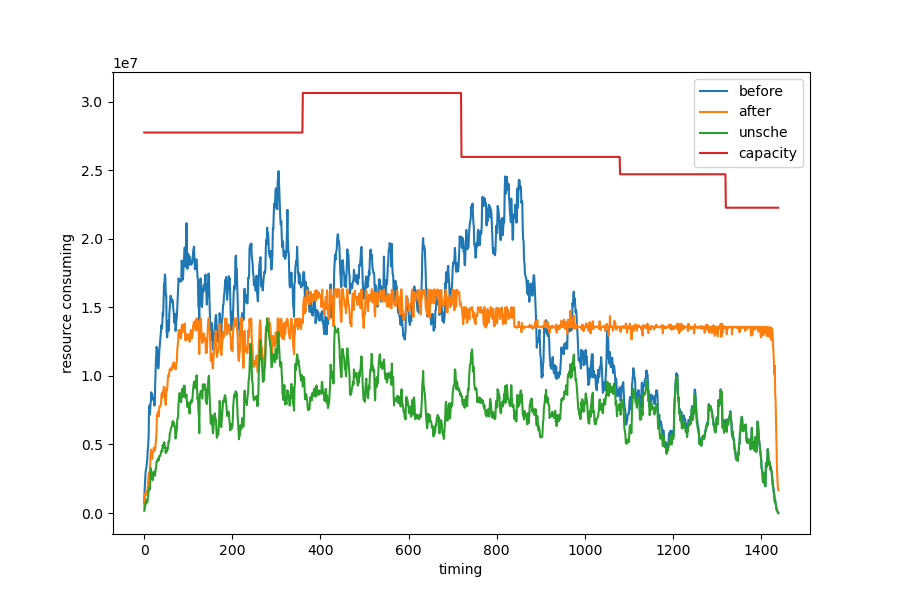 1e7
3.0
2.5
2.0
1.5
1.0
0.5
0.0
resource consuming
before
after
unsche
capacity
0 200 400 600 800 1000 1200 1400
timing